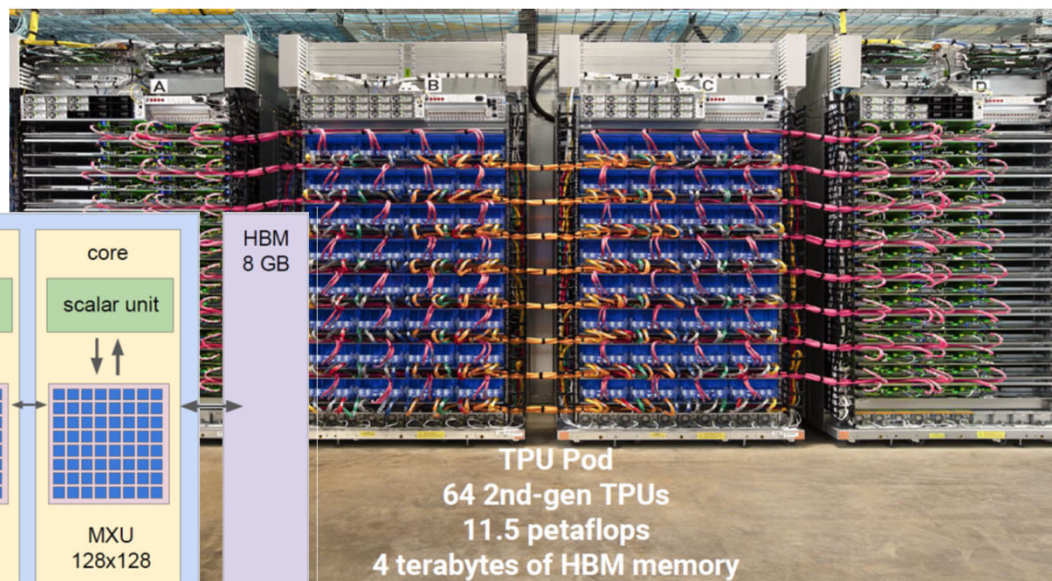 A
B
C
D
core
HBM
8 GB
scalar unit
MXU
128x128
TPU Pod
64 2nd-gen TPUs
11.5 petaflops
4 terabytes of HBM memory